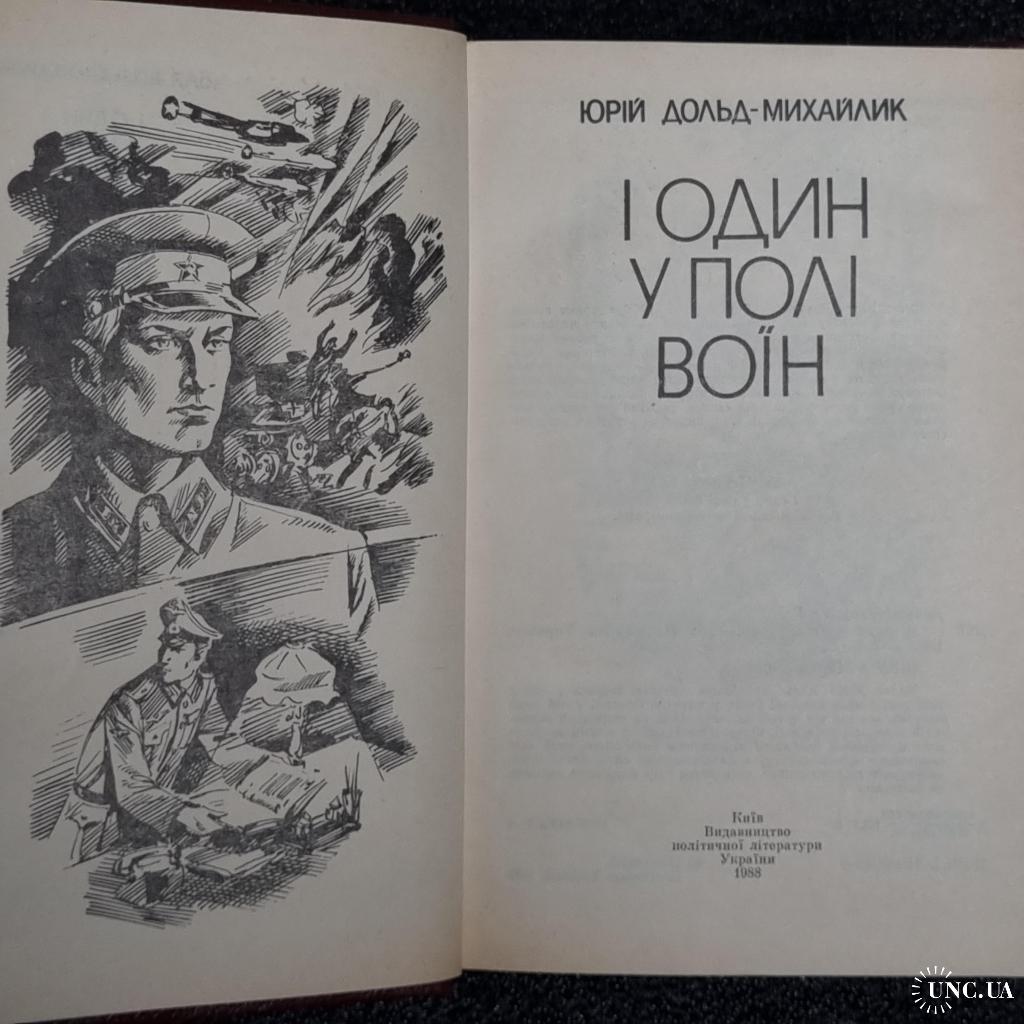 ЮРІЙ ДОЛЬД-МИХАЙЛИК
І ОДИН
У ПОЛІ
ВОЇН
Київ
Видавництво
політичної літератури
України
1988
UNC.UA